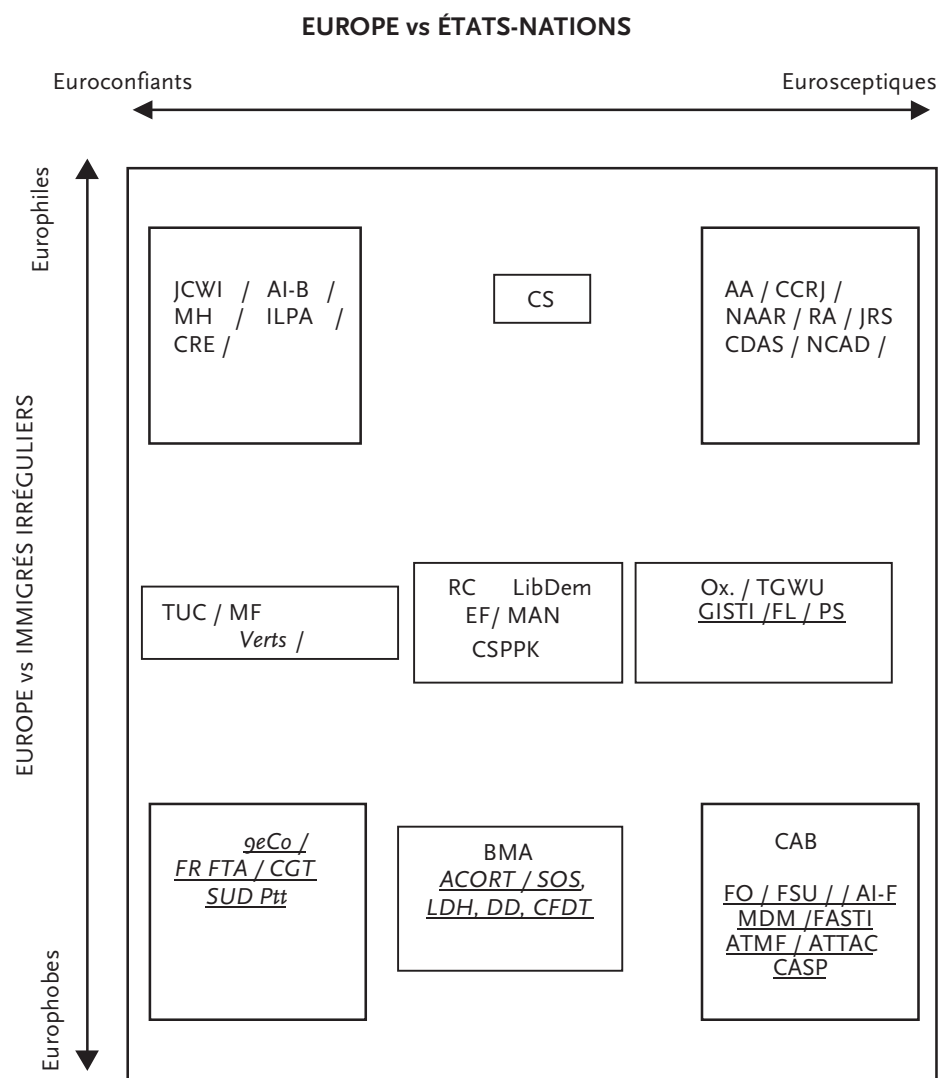 EUROPE vs ÉTATS-NATIONS
Euroconfiants
Eurosceptiques
Europhiles
EUROPE vs IMMIGRÉS IRRÉGULIERS
Europhobes
JCWI / AI-B /
MH / ILPA /
CRE /
CS
AA / CCRJ /
NAAR / RA / JRS
CDAS / NCAD /
TUC / MF
Verts /
RC LibDem
EF/ MAN
CSPPK
Ox. / TGWU
GISTI /FL / PS
9eCo /
FR FTA / CGT
SUD Ptt
BMA
ACORT / SOS,
LDH, DD, CFDT
CAB
FO / FSU / / AI-F
MDM /FASTI
ATMF / ATTAC
CASP